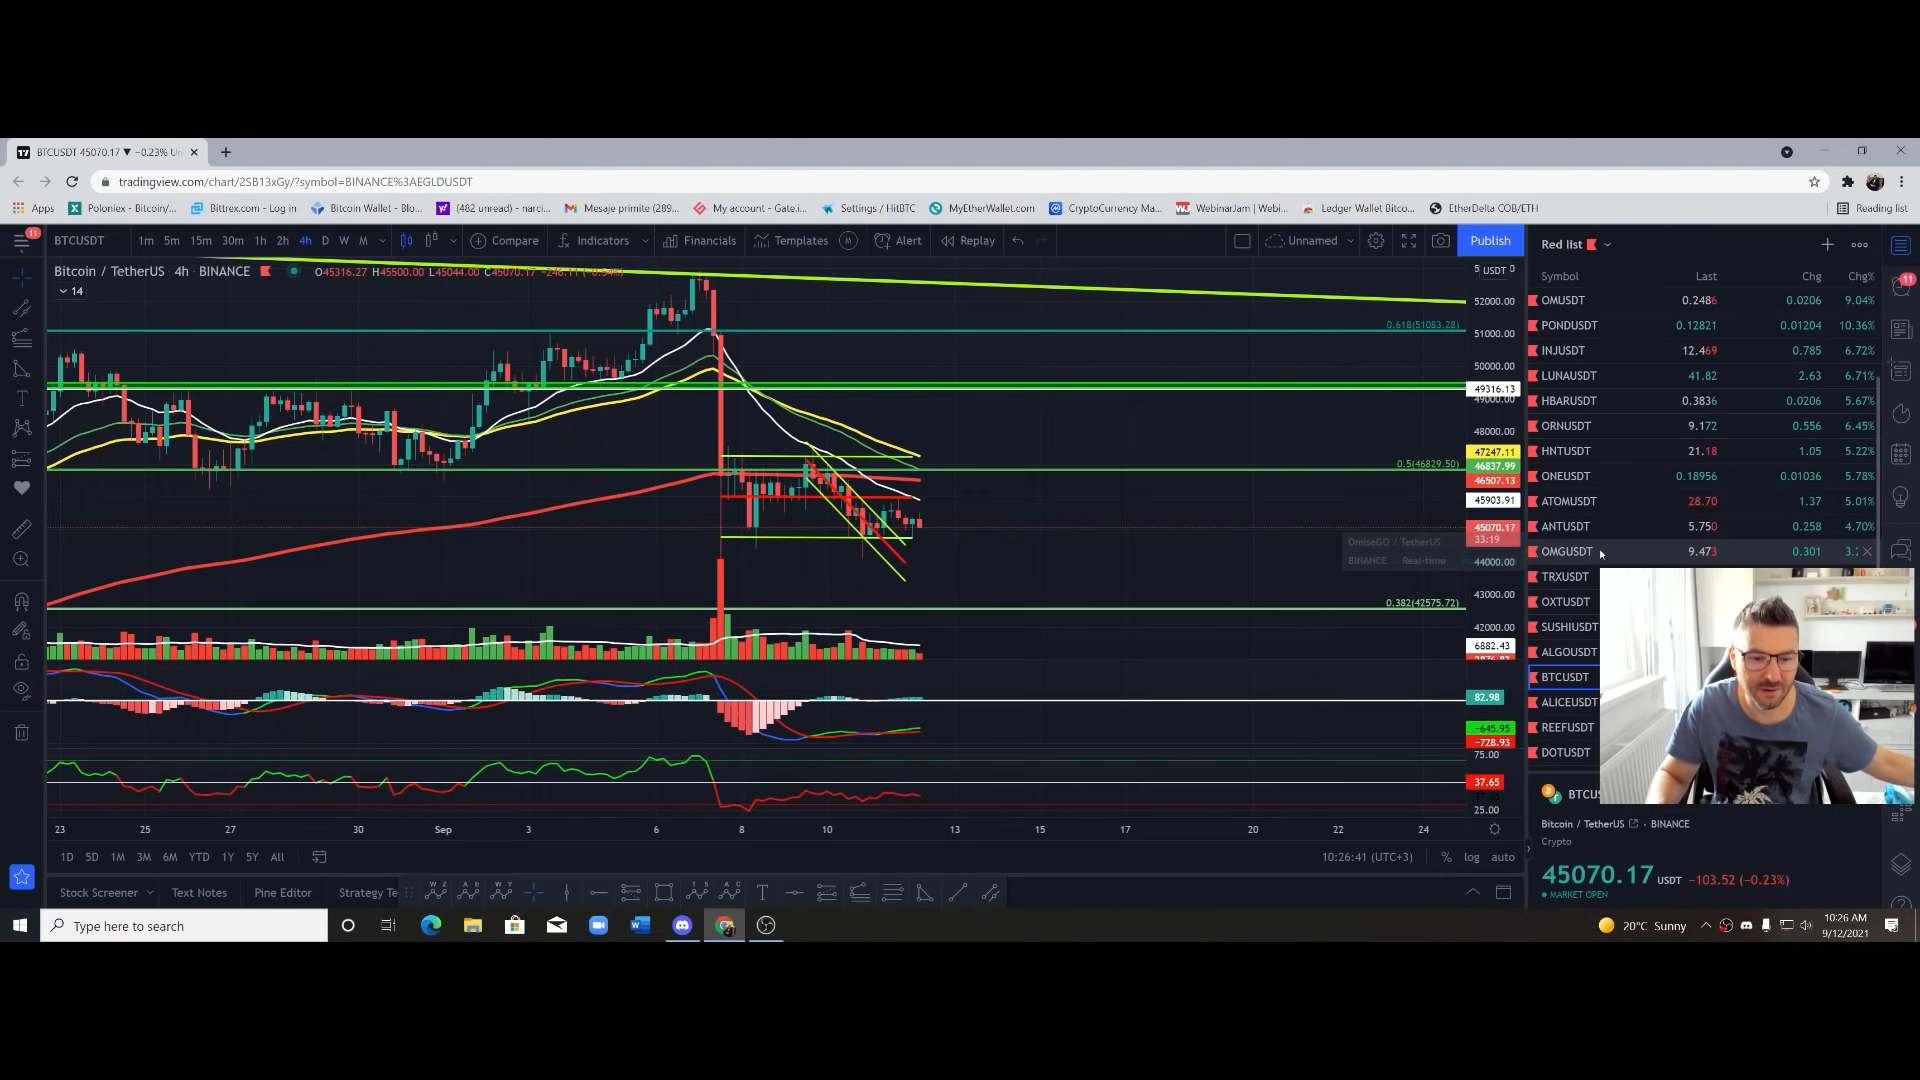 BTCUSDT 45070.17 ▼ −0.23% Un
tradingview.com/chart/2SB13xGy/?symbol=BINANCE%3AEGLDUSDT
Apps Poloniex - Bitcoin/... Bittrex.com - Log in Bitcoin Wallet - Blo... (482 unread) - narci... Mesaje primite (289... My account - Gate.i... Settings / HitBTC MyEtherWallet.com CryptoCurrency Ma... WebinarJam | Webi... Ledger Wallet Bitco... EtherDelta COB/ETH Reading list
11 BTCUSDT 1m 5m 15m 30m 1h 2h 4h D W M Compare Indicators Financials Templates Alert Replay Unnamed Publish Red list
Bitcoin / TetherUS · 4h · BINANCE O45316.27 H45500.00 L45044.00 C45070.17 −246.11 (−0.54%)
14
USDT
52000.00
51000.00
50000.00
49316.13
49000.00
48000.00
47247.11
46837.99
46507.13
45903.91
45070.17
33:19
44000.00
43000.00
42000.00
6882.43
82.98
−645.95
−728.93
75.00
37.65
25.00
0.618(51083.28)
0.5(46829.50)
0.382(42575.72)
OmiseGO / TetherUS
BINANCE Real-time
Symbol Last Chg Chg%
OMUSDT 0.2486 0.0206 9.04%
PONDUSDT 0.12821 0.01204 10.36%
INJUSDT 12.469 0.785 6.72%
LUNAUSDT 41.82 2.63 6.71%
HBARUSDT 0.3836 0.0206 5.67%
ORNUSDT 9.172 0.556 6.45%
HNTUSDT 21.18 1.05 5.22%
ONEUSDT 0.18956 0.01036 5.78%
ATOMUSDT 28.70 1.37 5.01%
ANTUSDT 5.750 0.258 4.70%
OMGUSDT 9.473 0.301 3.2
TRXUSDT
OXTUSDT
SUSHIUSDT
ALGOUSDT
BTCUSDT
ALICEUSDT
REEFUSDT
DOTUSDT
11
BTCUS
Bitcoin / TetherUS · BINANCE
Crypto
45070.17 USDT −103.52 (−0.23%)
MARKET OPEN
23 25 27 30 Sep 3 6 8 10 13 15 17 20 22 24
1D 5D 1M 3M 6M YTD 1Y 5Y All 10:26:41 (UTC+3) % log auto
Stock Screener Text Notes Pine Editor Strategy Te
Type here to search
20°C Sunny
10:26 AM
9/12/2021